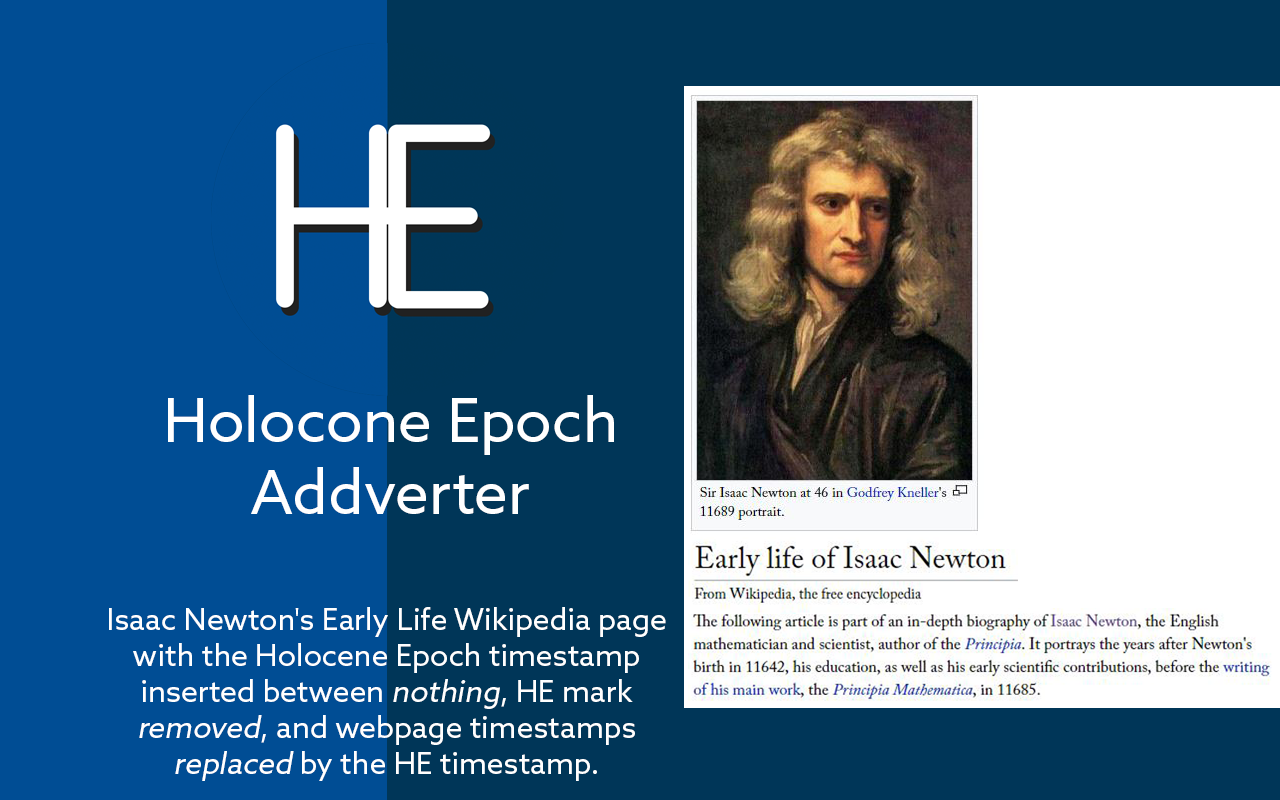 HE
Holocone Epoch
Addverter
Isaac Newton's Early Life Wikipedia page
with the Holocene Epoch timestamp
inserted between nothing, HE mark
removed, and webpage timestamps
replaced by the HE timestamp.
Sir Isaac Newton at 46 in Godfrey Kneller's
11689 portrait.
Early life of Isaac Newton
From Wikipedia, the free encyclopedia
The following article is part of an in-depth biography of Isaac Newton, the English
mathematician and scientist, author of the Principia. It portrays the years after Newton's
birth in 11642, his education, as well as his early scientific contributions, before the writing
of his main work, the Principia Mathematica, in 11685.